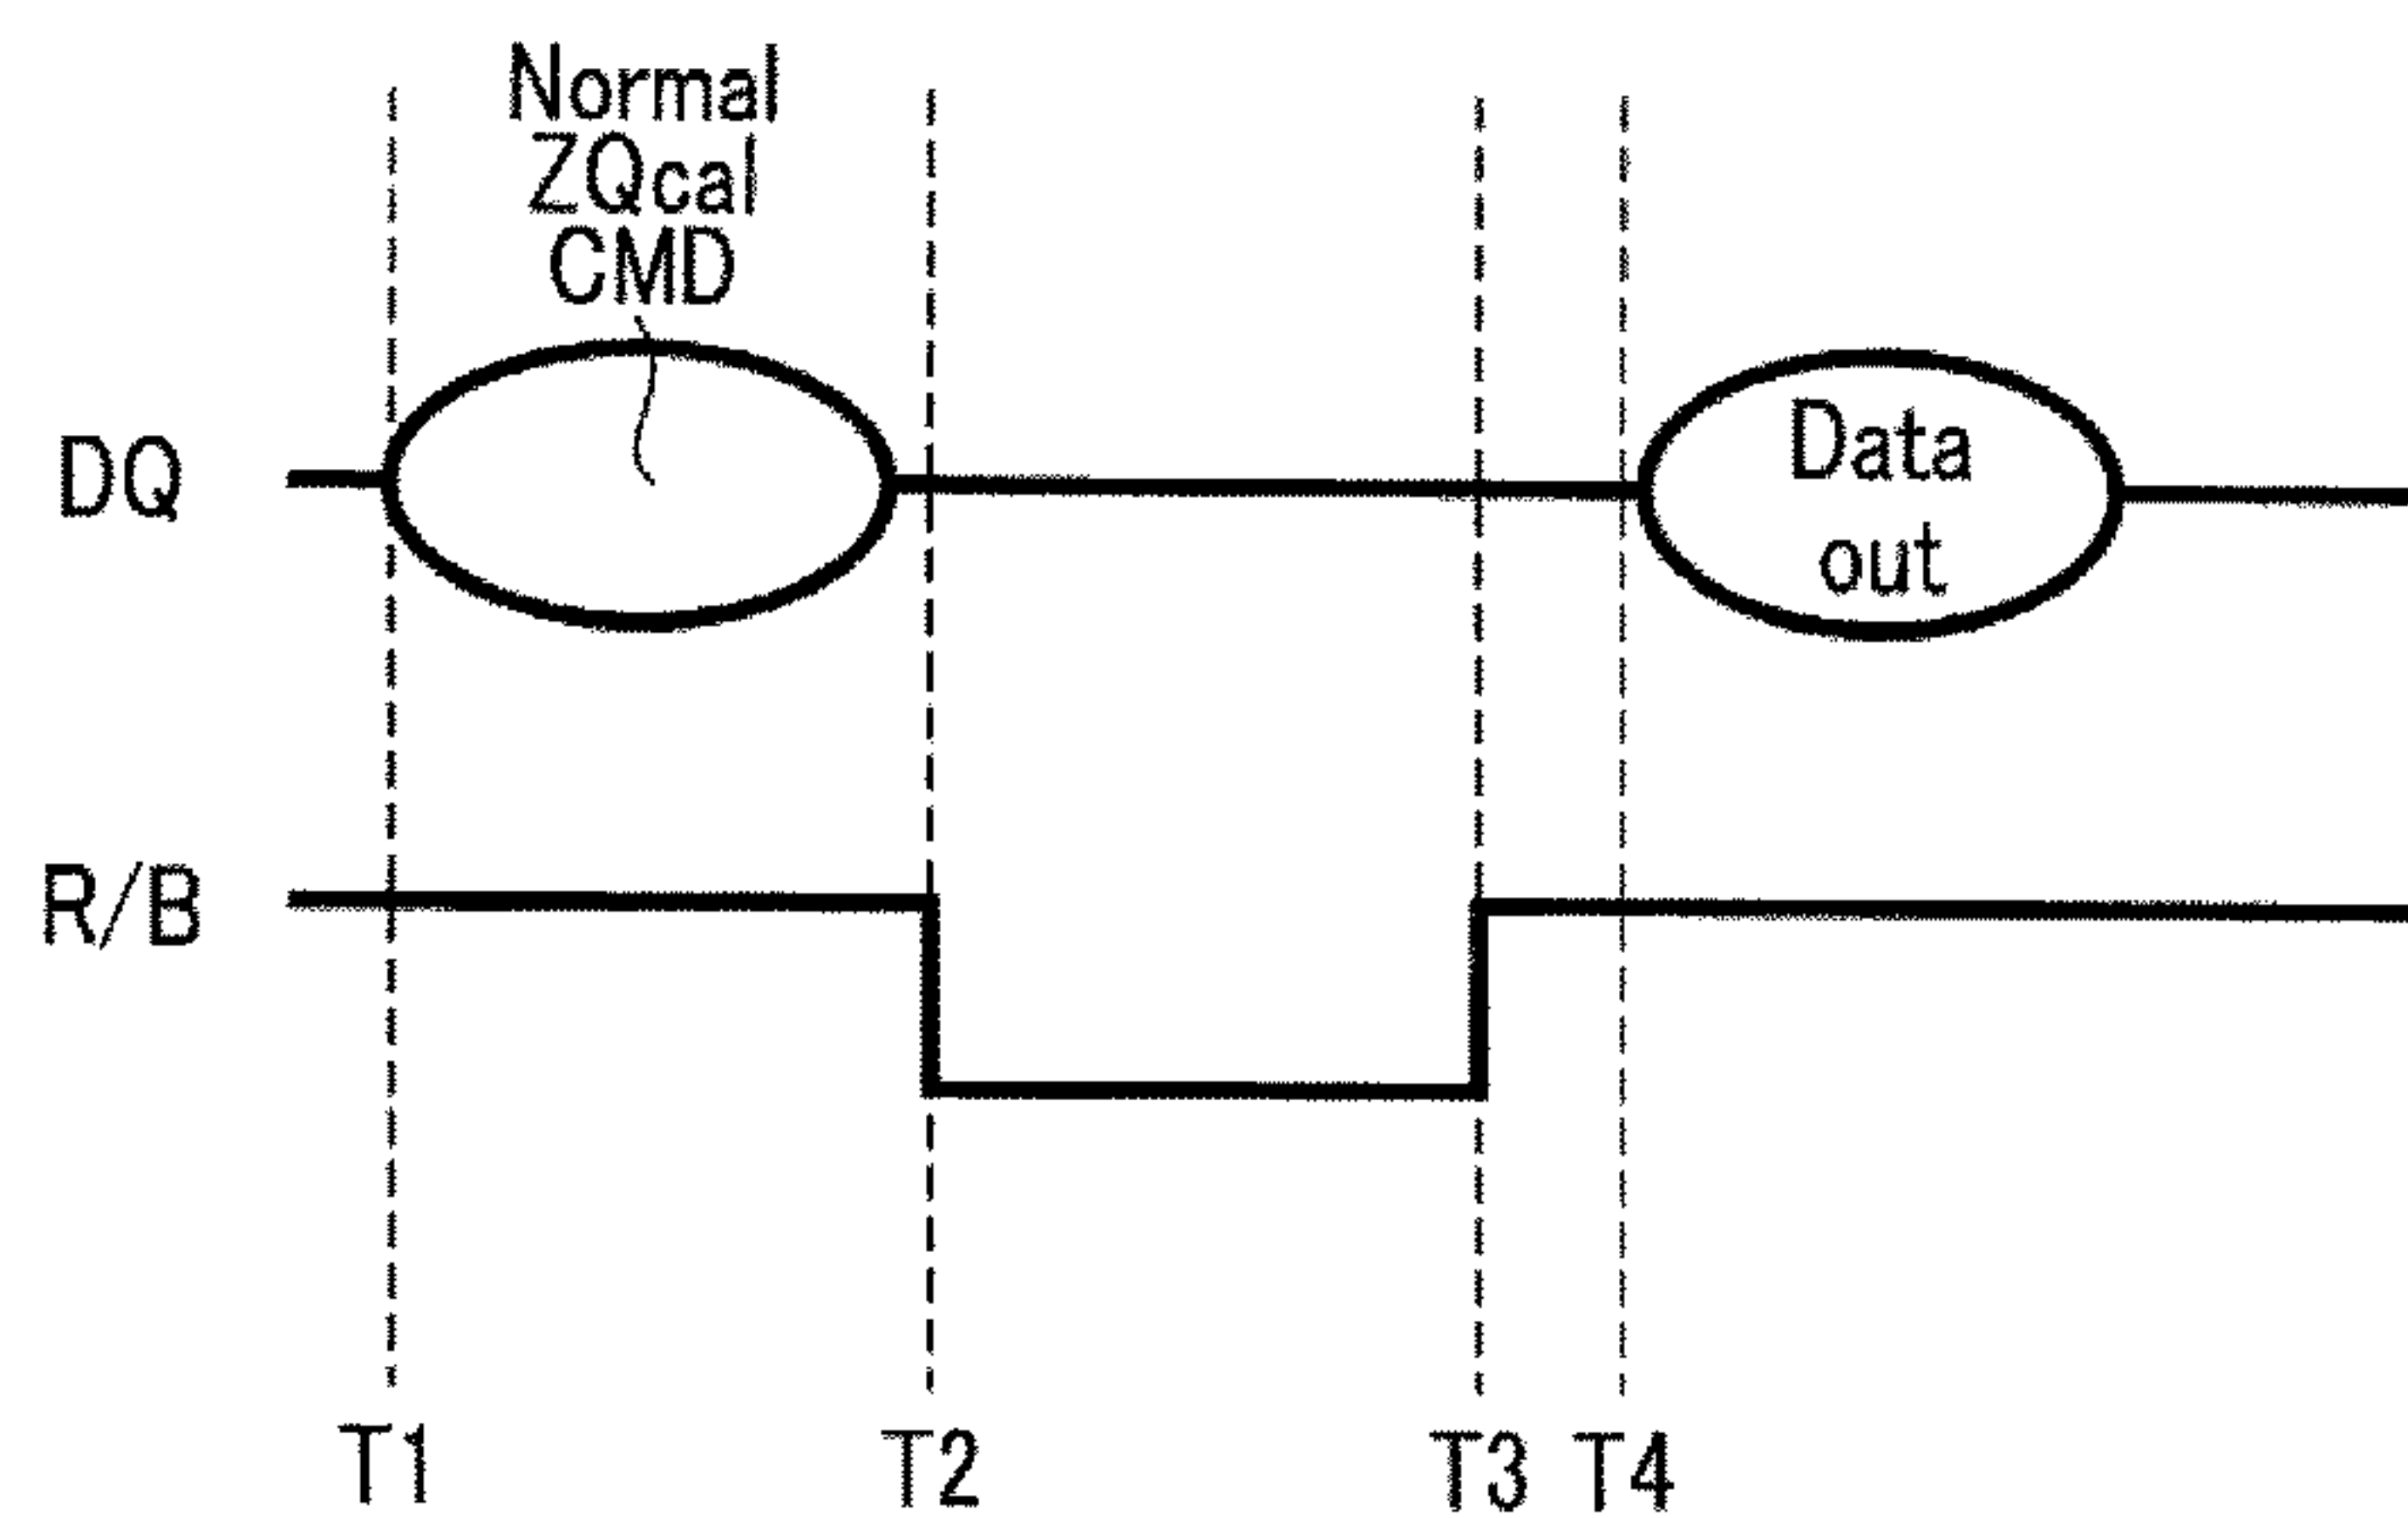 Normal
ZQcal
CMD
DQ
Data
out
R/B
T1 T2 T3 T4